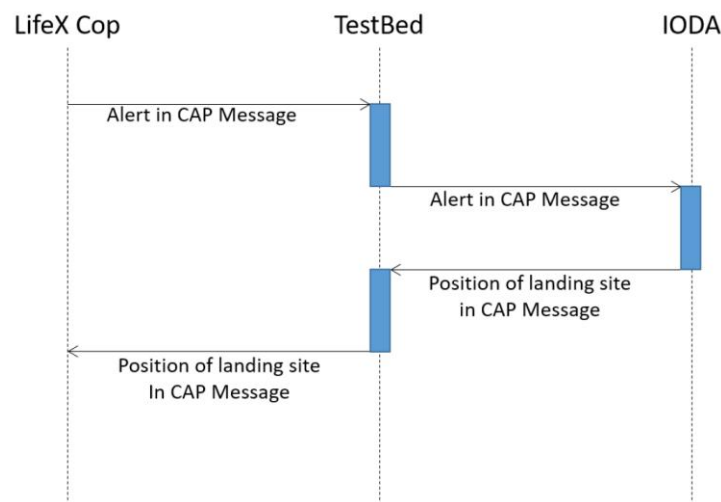 LifeX Cop
TestBed
IODA
Alert in CAP Message
Alert in CAP Message
Position of landing site
in CAP Message
Position of landing site
In CAP Message